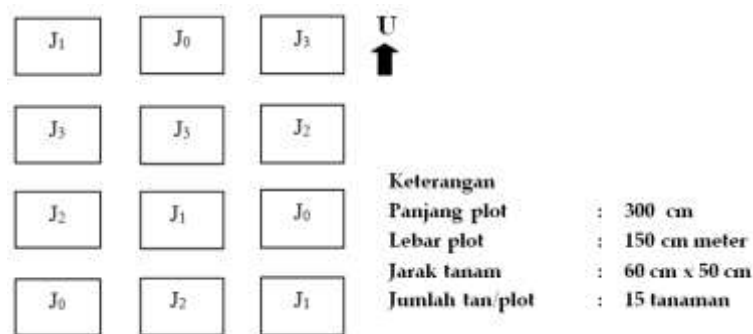 J1 J0 J3 U
J3 J3 J2
J2 J1 J0
J0 J2 J1
Keterangan
Panjang plot : 300 cm
Lebar plot : 150 cm meter
Jarak tanam : 60 cm x 50 cm
Jumlah tan/plot : 15 tanaman